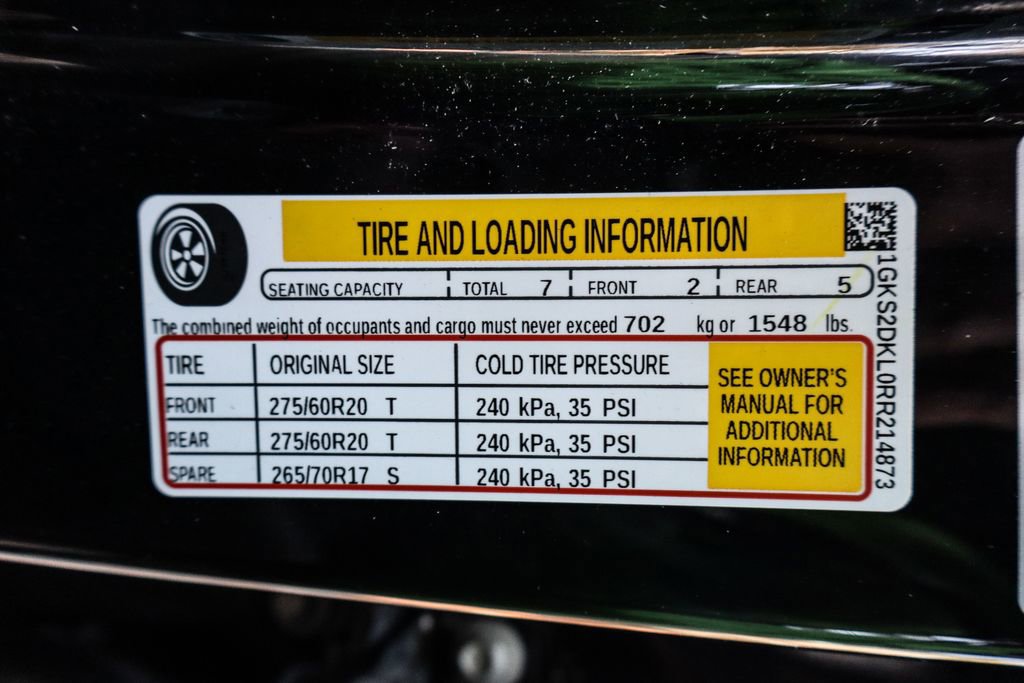 TIRE AND LOADING INFORMATION
SEATING CAPACITY TOTAL 7 FRONT 2 REAR 5
The combined weight of occupants and cargo must never exceed 702 kg or 1548 lbs.
TIRE ORIGINAL SIZE COLD TIRE PRESSURE
FRONT 275/60R20 T 240 kPa, 35 PSI
REAR 275/60R20 T 240 kPa, 35 PSI
SPARE 265/70R17 S 240 kPa, 35 PSI
SEE OWNER'S
MANUAL FOR
ADDITIONAL
INFORMATION
1GKS2DKL0RR214873